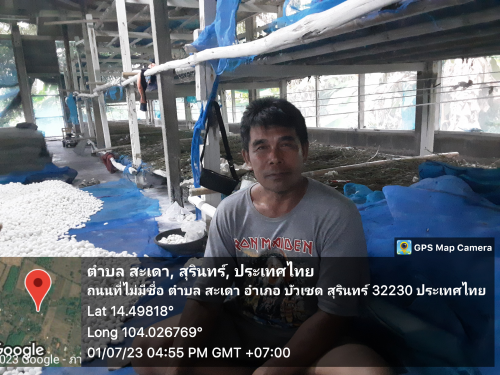 IRON MAIDEN
GPS Map Camera
ตำบล สะเดา, สุรินทร์, ประเทศไทย
ถนนที่ไม่มีชื่อ ตำบล สะเดา อำเภอ บัวเชด สุรินทร์ 32230 ประเทศไทย
Lat 14.49818°
Long 104.026769°
01/07/23 04:55 PM GMT +07:00
Google
2023 Google - ภา